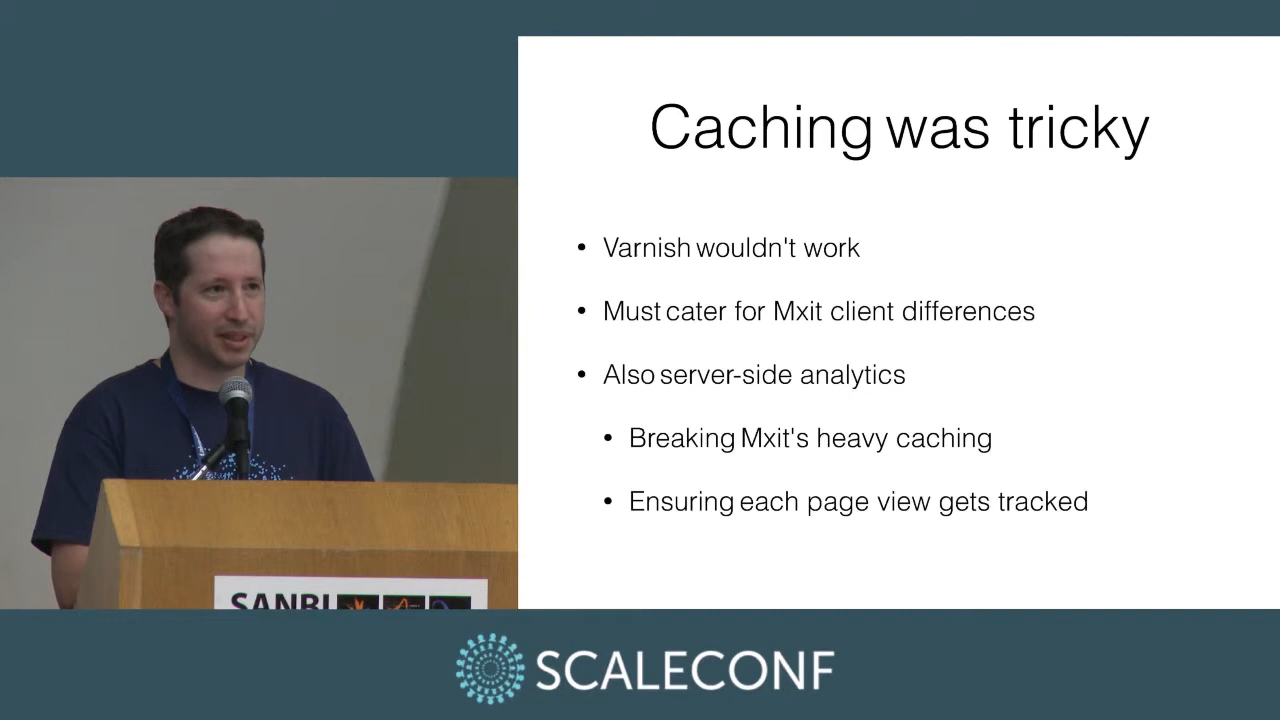 Caching was tricky
• Varnish wouldn't work
• Must cater for Mxit client differences
• Also server-side analytics
• Breaking Mxit's heavy caching
• Ensuring each page view gets tracked
SANBI
SCALECONF